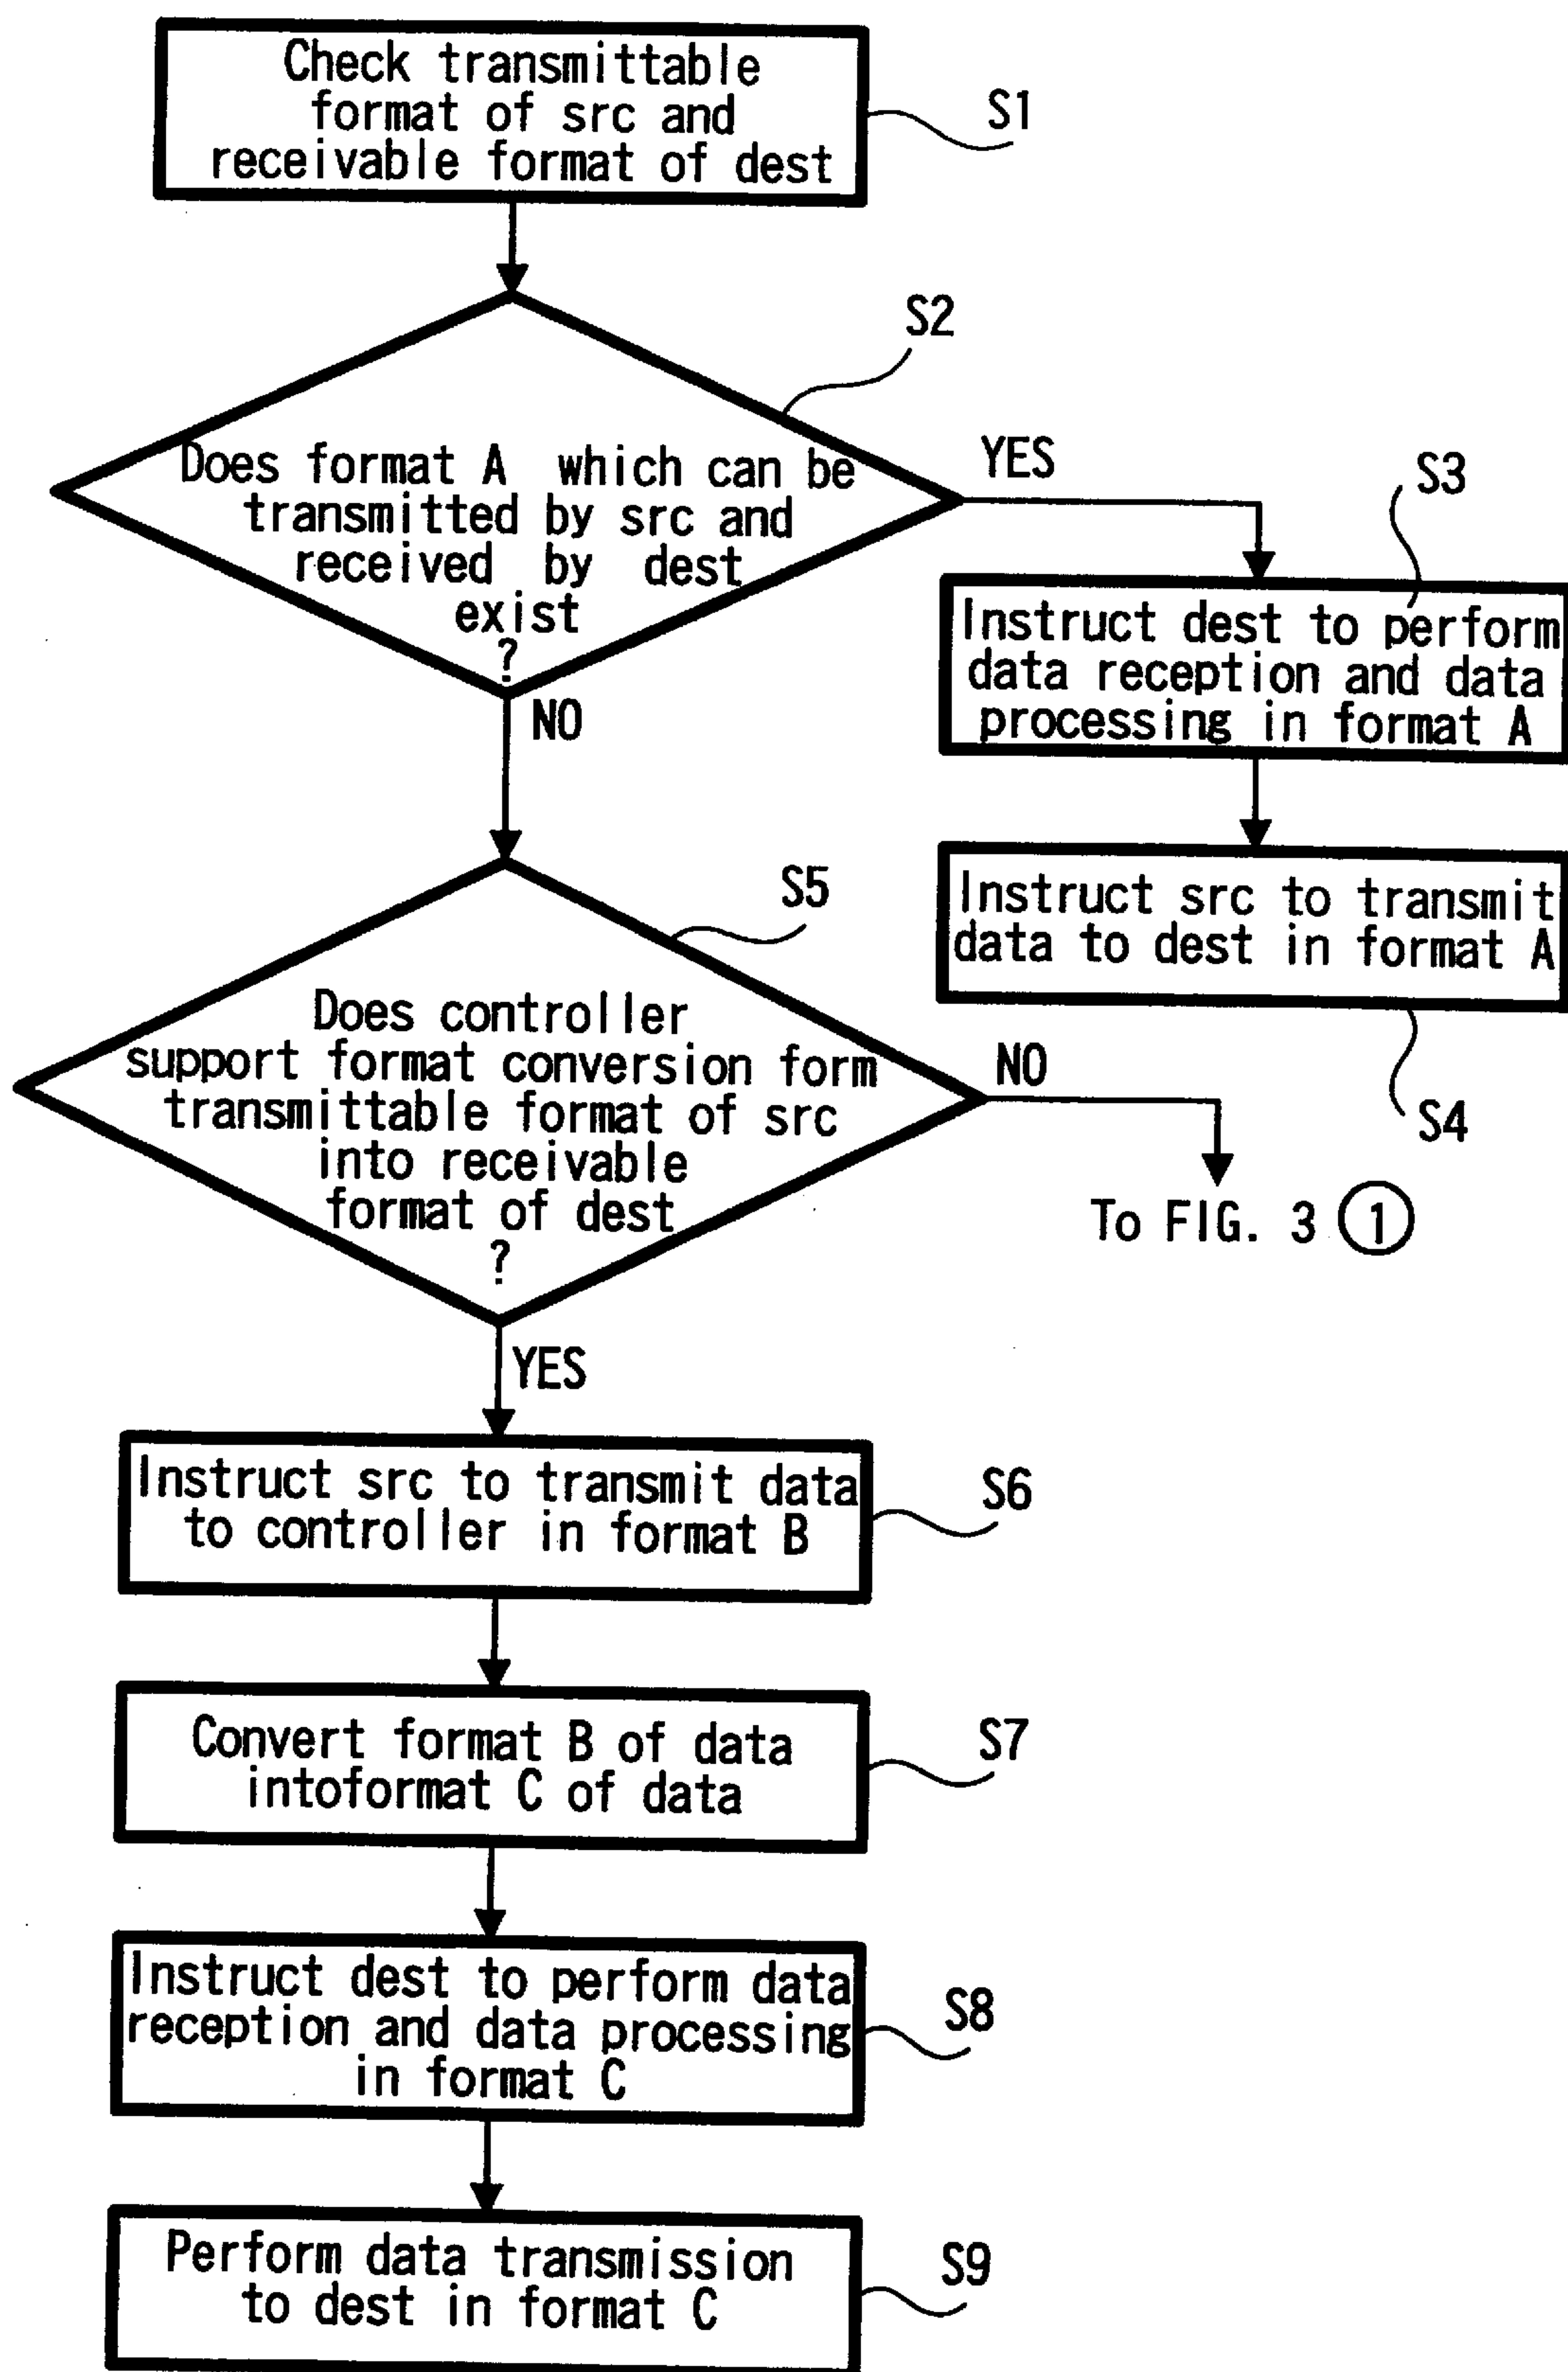 Check transmittable
format of src and
receivable format of dest
S1
S2
Does format A which can be
transmitted by src and
received by dest
exist
?
YES
NO
S3
Instruct dest to perform
data reception and data
processing in format A
Instruct src to transmit
data to dest in format A
S4
S5
Does controller
support format conversion form
transmittable format of src
into receivable
format of dest
?
NO
To FIG. 3 1
YES
Instruct src to transmit data
to controller in format B
S6
Convert format B of data
intoformat C of data
S7
Instruct dest to perform data
reception and data processing
in format C
S8
Perform data transmission
to dest in format C
S9